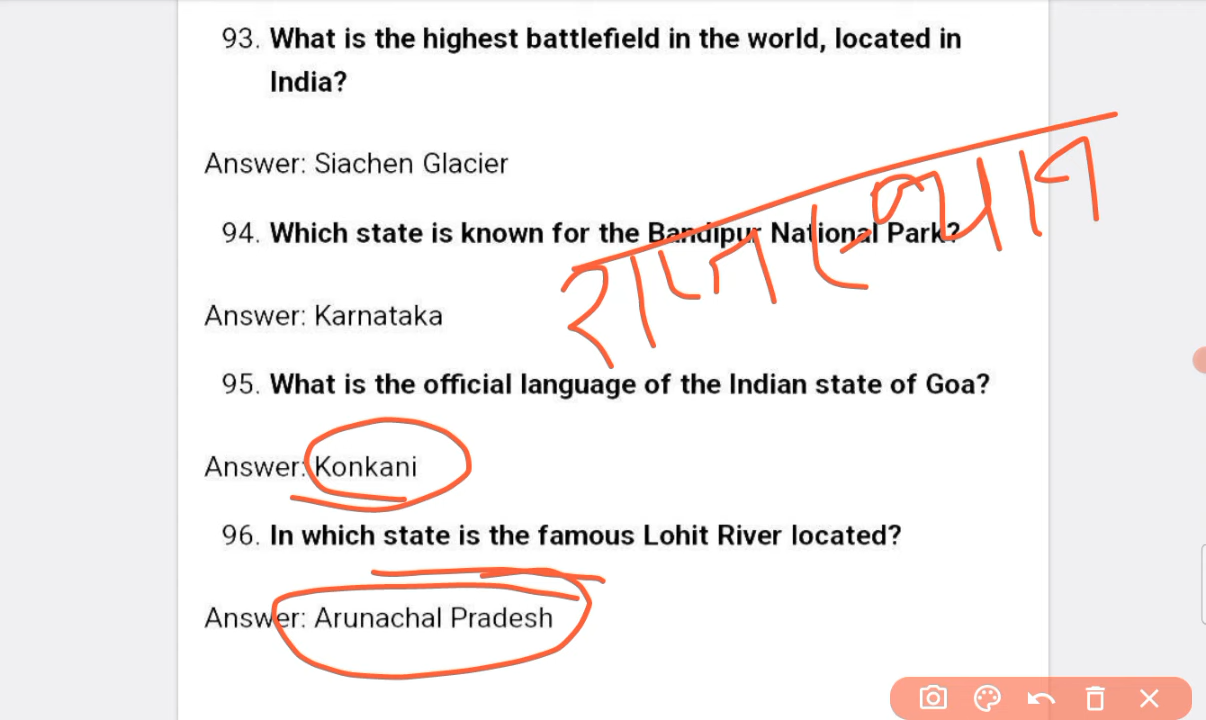 93. What is the highest battlefield in the world, located in
India?
Answer: Siachen Glacier
94. Which state is known for the Bandipur National Park?
राजस्थान
Answer: Karnataka
95. What is the official language of the Indian state of Goa?
Answer: Konkani
96. In which state is the famous Lohit River located?
Answer: Arunachal Pradesh